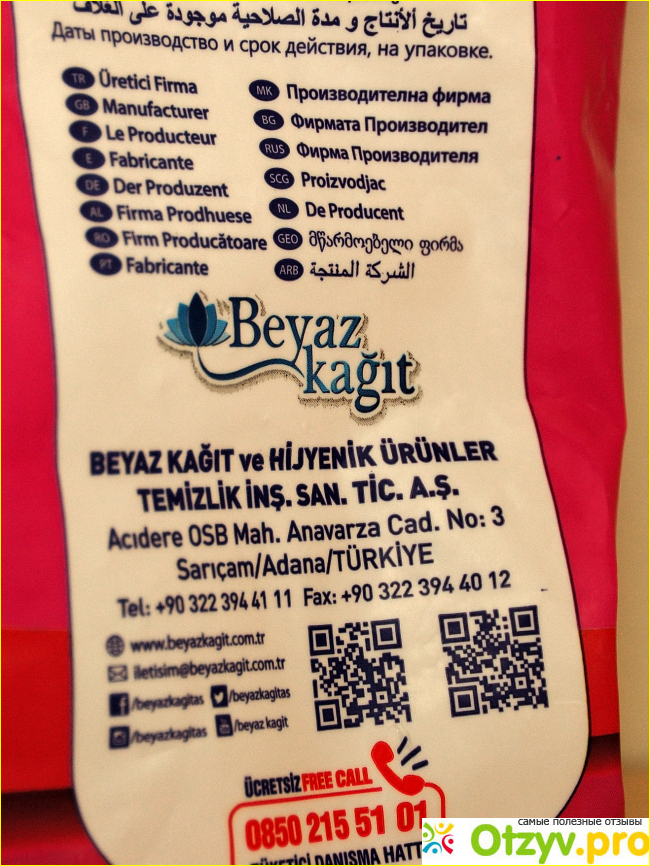 تاريخ ألأنتاج و مدة الصلاحية موجودة على الغلاف
Даты производство и срок действия, на упаковке.
TR Üretici Firma
GB Manufacturer
F Le Producteur
E Fabricante
DE Der Produzent
AL Firma Prodhuese
RO Firm Producătoare
PT Fabricante
MK Производителна фирма
BG Фирмата Производител
RUS Фирма Производителя
SCG Proizvodjac
NL De Producent
GEO მწარმოებელი ფირმა
ARB الشركة المنتجة
Beyaz
kağıt
BEYAZ KAĞIT ve HİJYENİK ÜRÜNLER
TEMİZLİK İNŞ. SAN. TİC. A.Ş.
Acıdere OSB Mah. Anavarza Cad. No: 3
Sarıçam/Adana/TÜRKİYE
Tel: +90 322 394 41 11 Fax: +90 322 394 40 12
www.beyazkagit.com.tr
iletisim@beyazkagit.com.tr
/beyazkagitas /beyazkagitas
/beyazkagitas /beyaz kagit
ÜCRETSİZ FREE CALL
0850 215 51 01
TÜKETİCİ DANIŞMA HATT
самые полезные отзывы
Otzyv.pro